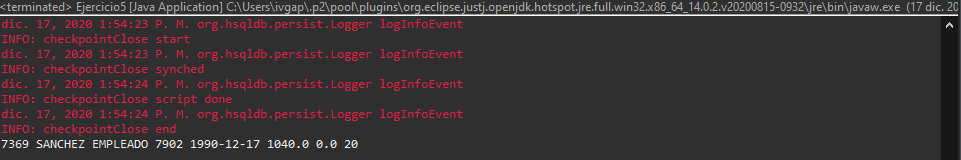 <terminated> Ejercicio5 [Java Application] C:\Users\ivgap\.p2\pool\plugins\org.eclipse.justj.openjdk.hotspot.jre.full.win32.x86_64_14.0.2.v20200815-0932\jre\bin\javaw.exe (17 dic. 20
dic. 17, 2020 1:54:23 P. M. org.hsqldb.persist.Logger logInfoEvent
INFO: checkpointClose start
dic. 17, 2020 1:54:23 P. M. org.hsqldb.persist.Logger logInfoEvent
INFO: checkpointClose synched
dic. 17, 2020 1:54:24 P. M. org.hsqldb.persist.Logger logInfoEvent
INFO: checkpointClose script done
dic. 17, 2020 1:54:24 P. M. org.hsqldb.persist.Logger logInfoEvent
INFO: checkpointClose end
7369 SANCHEZ EMPLEADO 7902 1990-12-17 1040.0 0.0 20